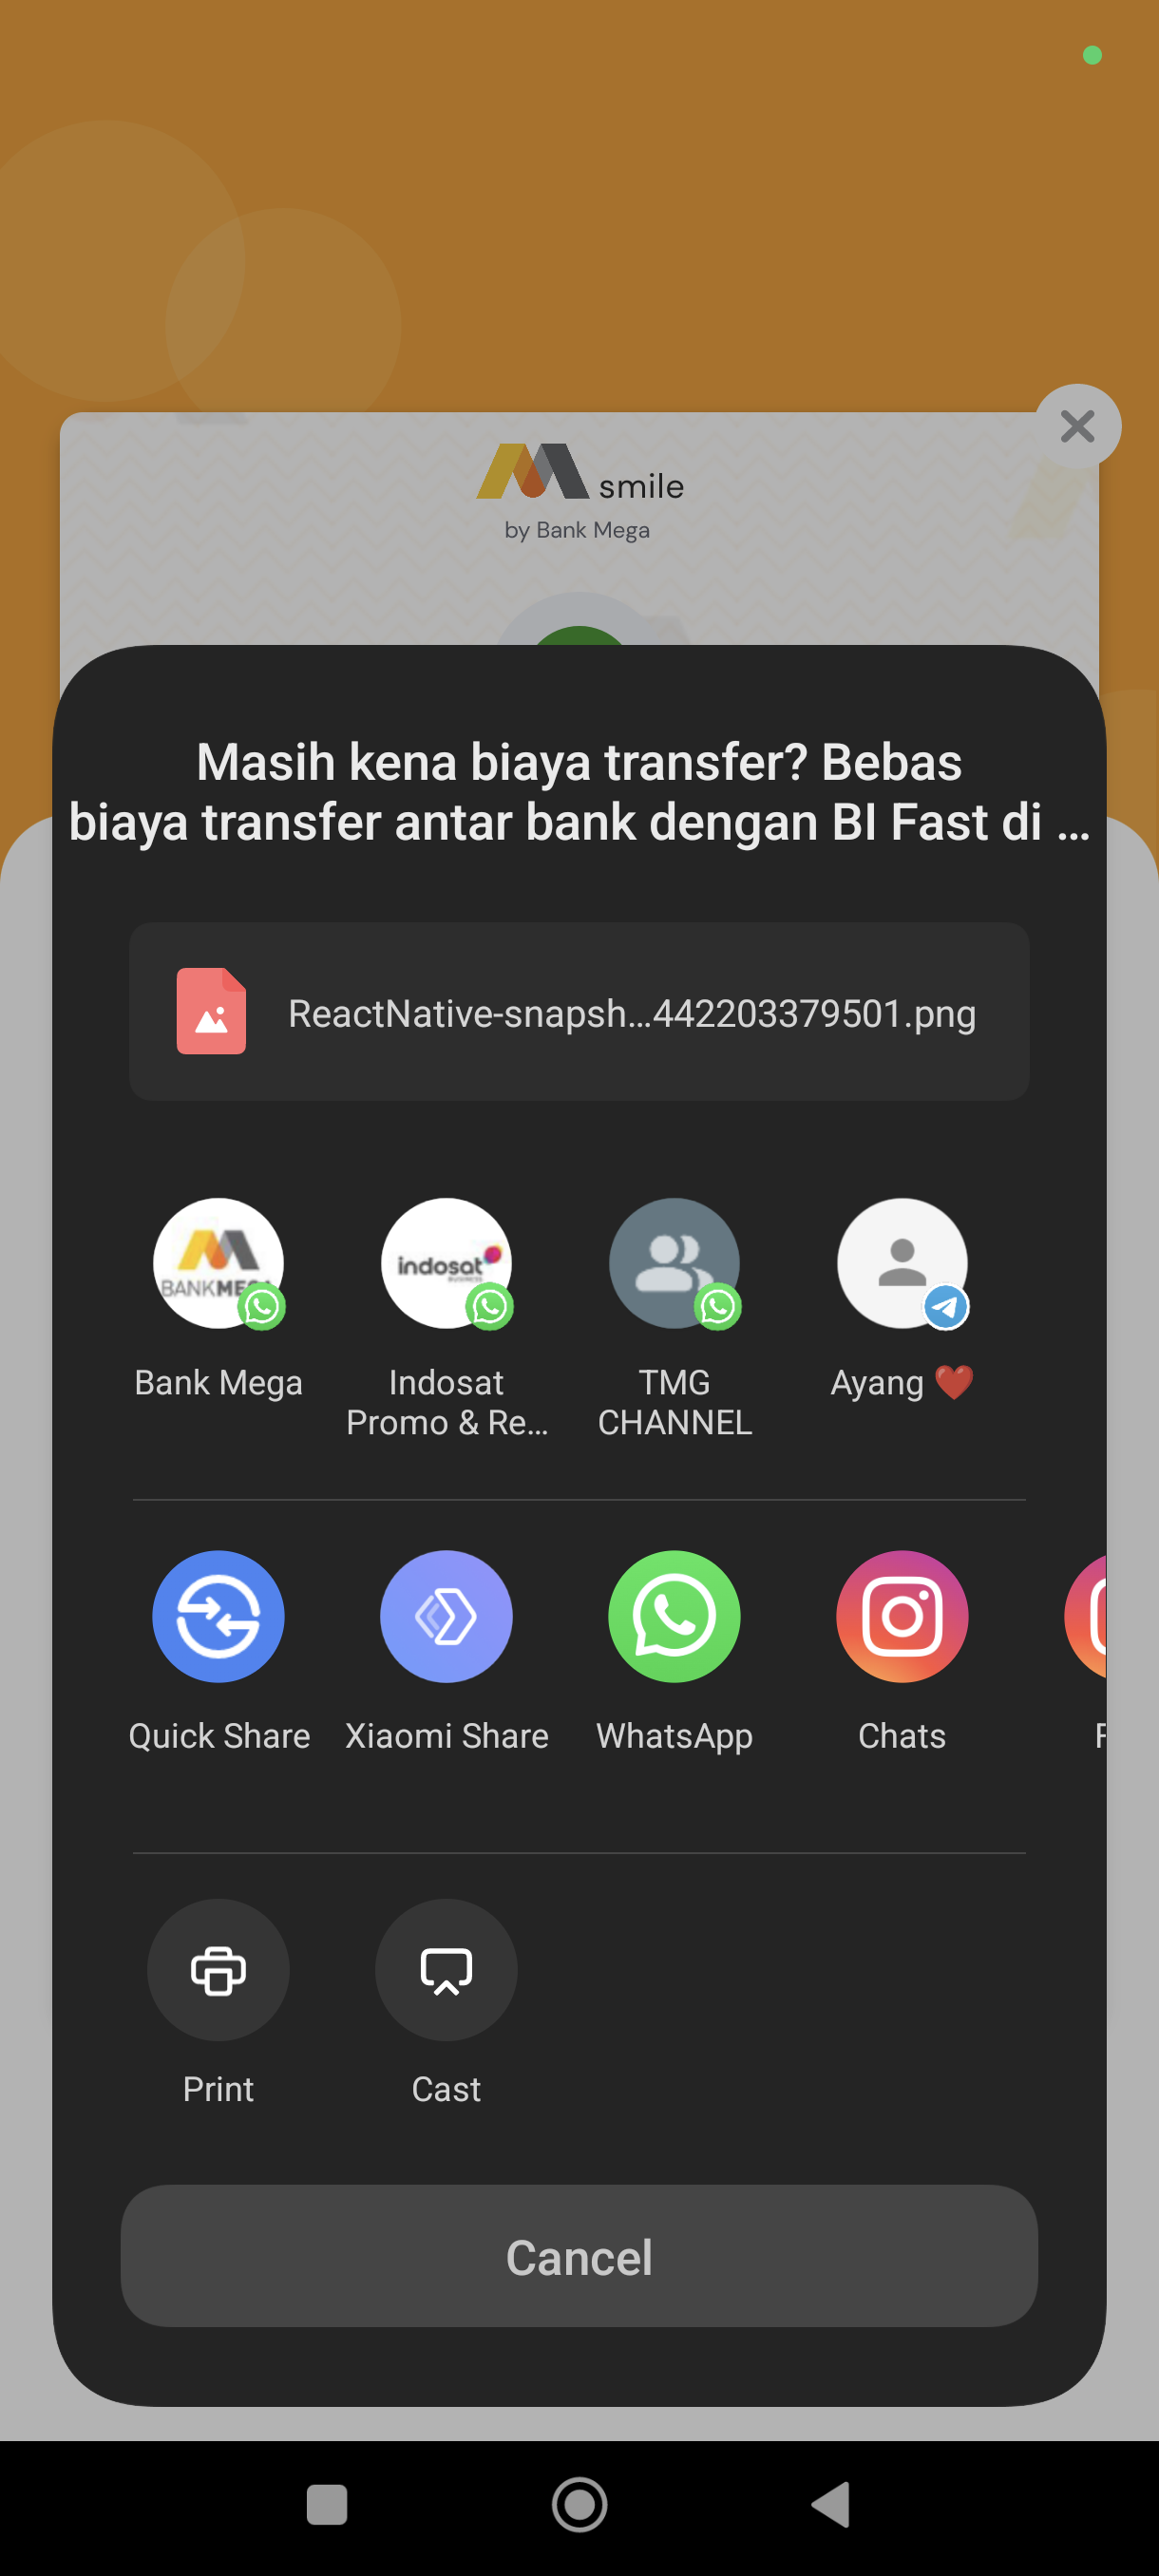 smile
by Bank Mega
Masih kena biaya transfer? Bebas
biaya transfer antar bank dengan BI Fast di ...
ReactNative-snapsh...442203379501.png
BANKMEGA
indosat
Bank Mega
Indosat
Promo & Re...
TMG
CHANNEL
Ayang ❤️
Quick Share
Xiaomi Share
WhatsApp
Chats
F
Print
Cast
Cancel